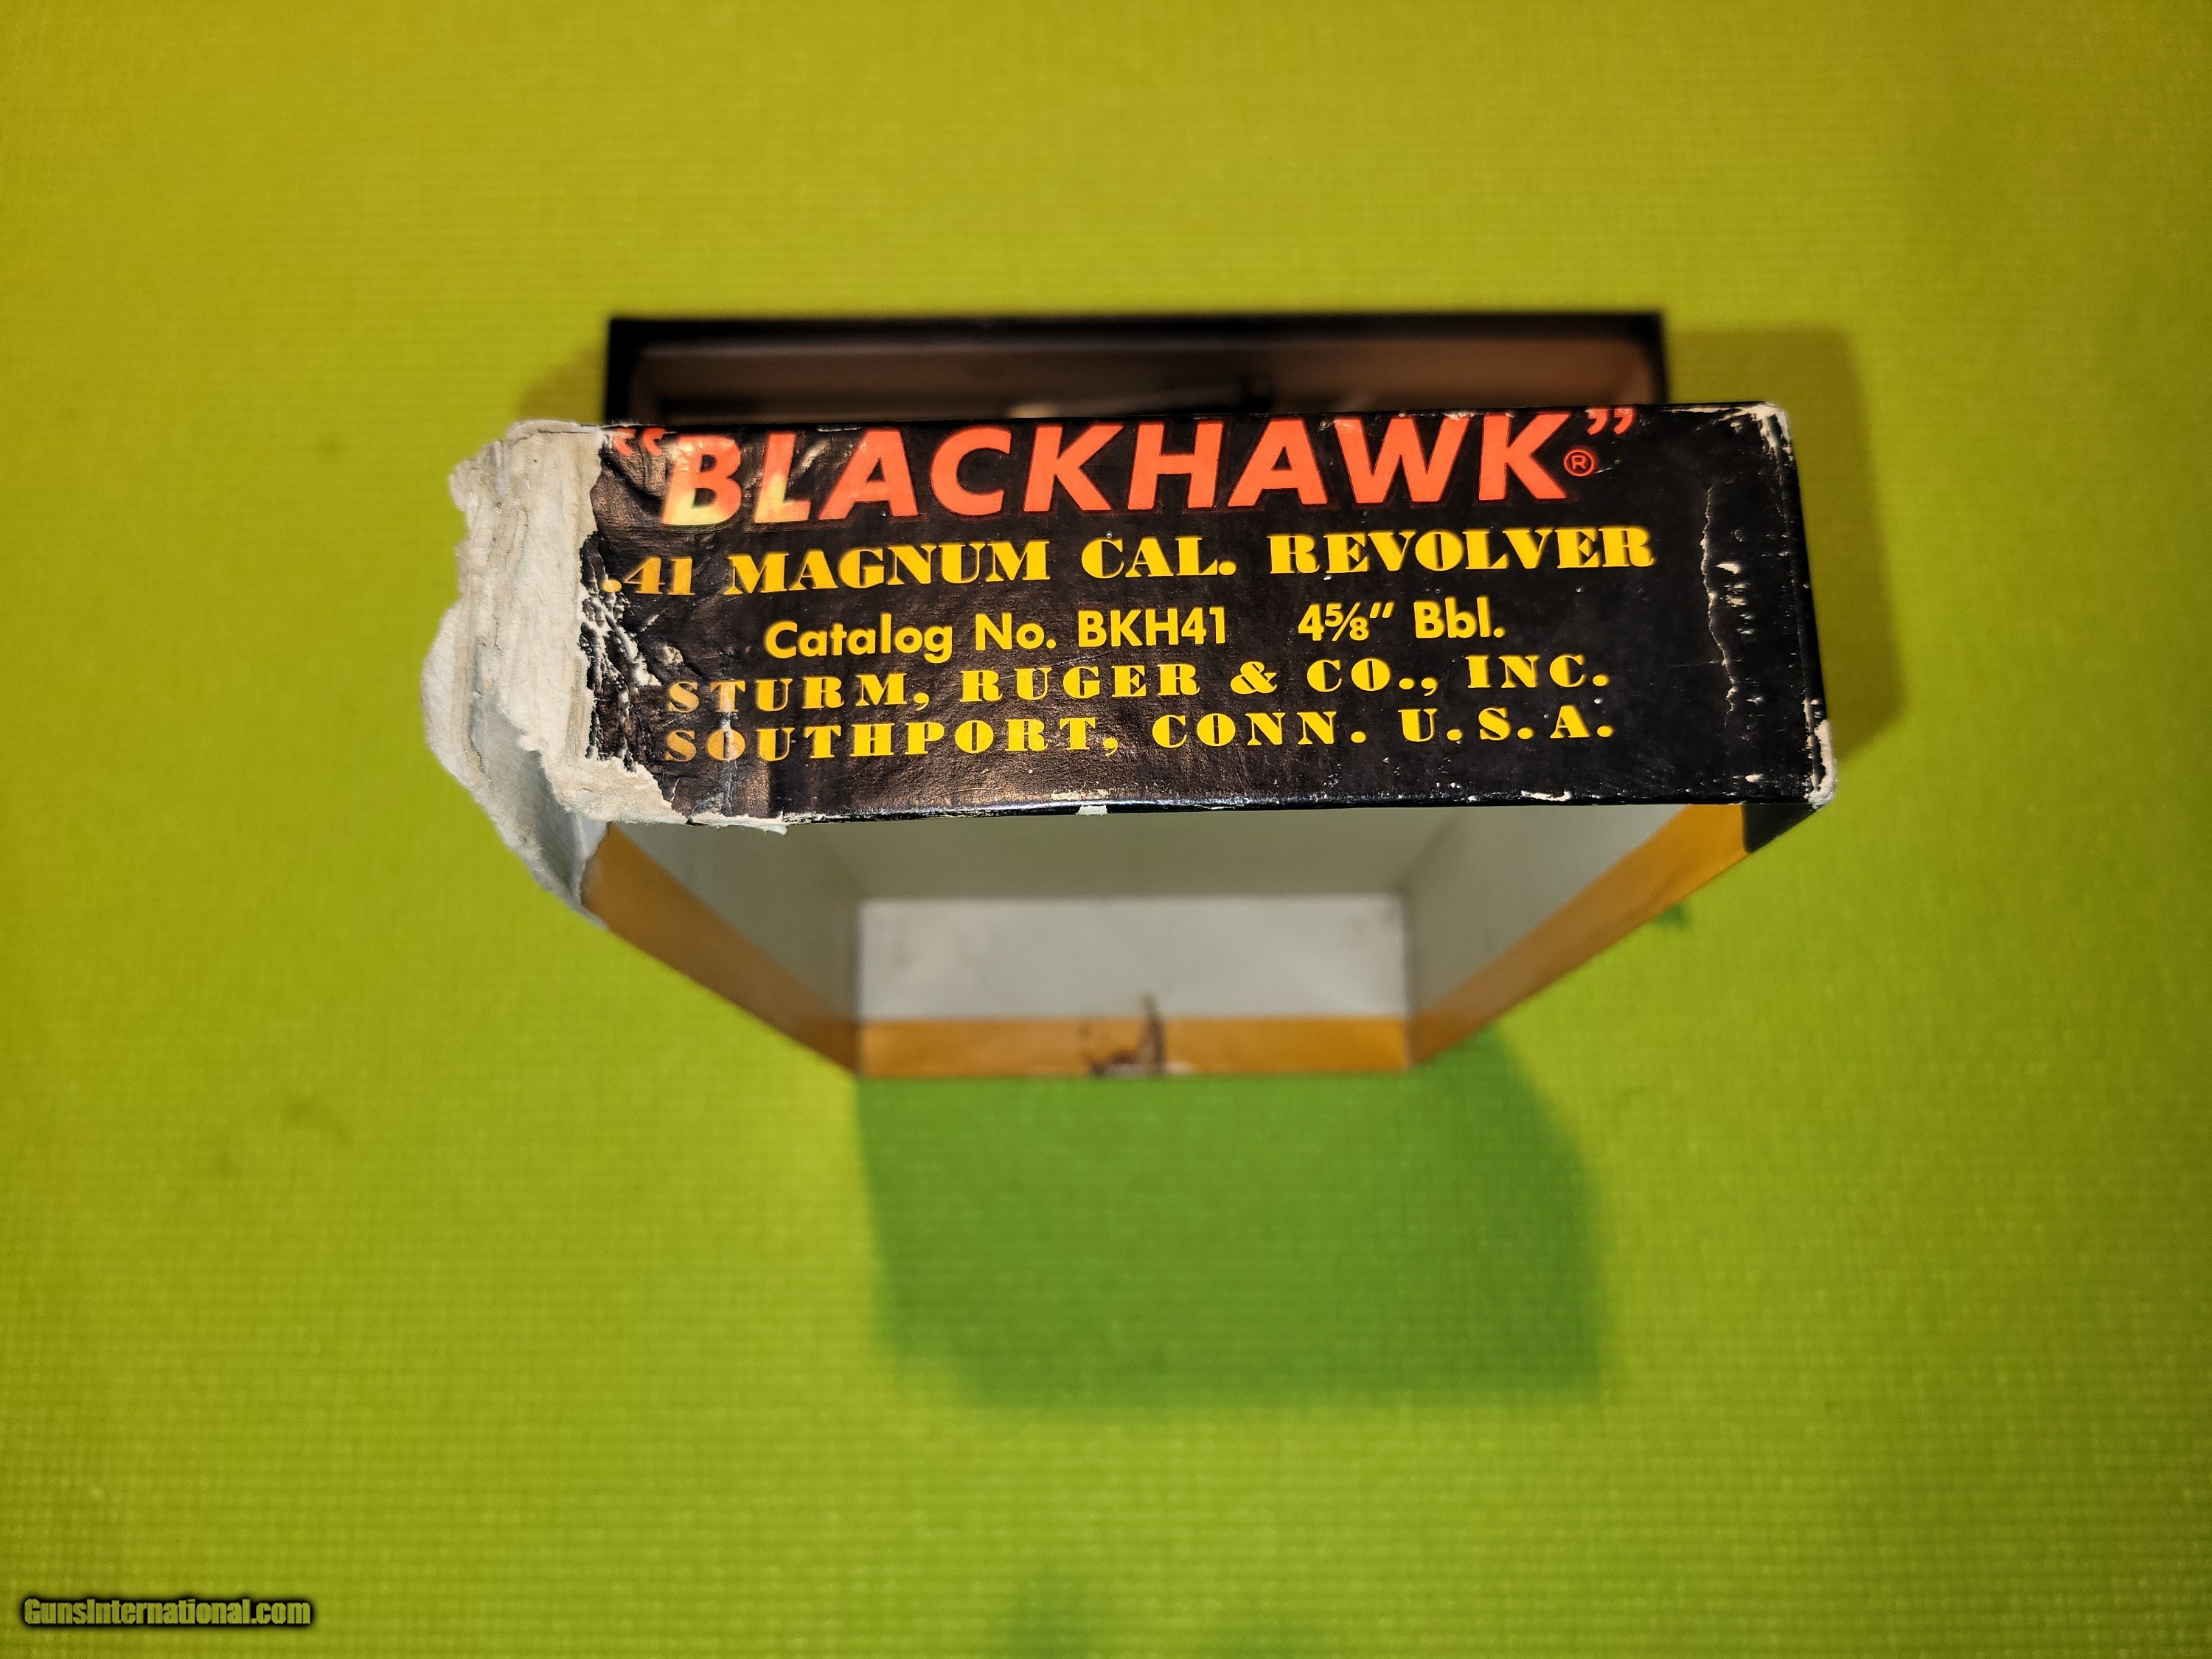 "BLACKHAWK"®
.41 MAGNUM CAL. REVOLVER
Catalog No. BKH41 4⅝" Bbl.
STURM, RUGER & CO., INC.
SOUTHPORT, CONN. U.S.A.
GunsInternational.com